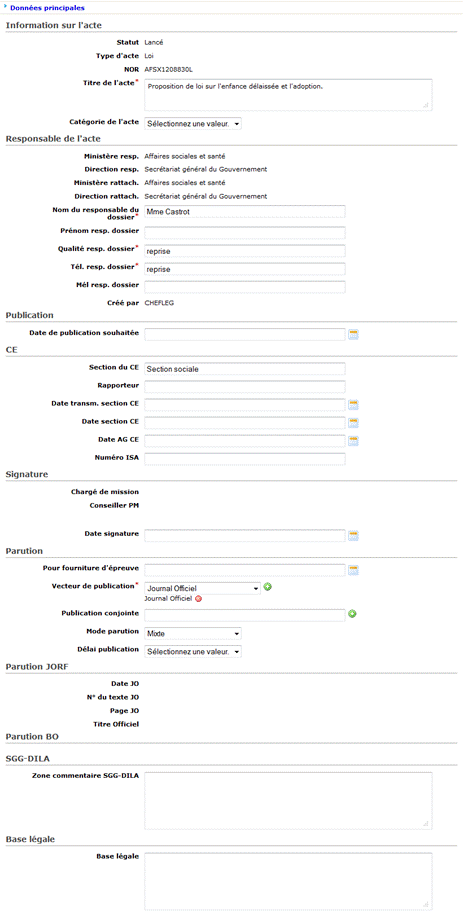 Données principales
Information sur l'acte
Statut Lancé
Type d'acte Loi
NOR AFSX1208830L
Titre de l'acte* Proposition de loi sur l'enfance délaissée et l'adoption.
Catégorie de l'acte Sélectionnez une valeur.
Responsable de l'acte
Ministère resp. Affaires sociales et santé
Direction resp. Secrétariat général du Gouvernement
Ministère rattach. Affaires sociales et santé
Direction rattach. Secrétariat général du Gouvernement
Nom du responsable du
dossier* Mme Castrot
Prénom resp. dossier
Qualité resp. dossier* reprise
Tél. resp. dossier* reprise
Mél resp. dossier
Créé par CHEFLEG
Publication
Date de publication souhaitée
CE
Section du CE Section sociale
Rapporteur
Date transm. section CE
Date section CE
Date AG CE
Numéro ISA
Signature
Chargé de mission
Conseiller PM
Date signature
Parution
Pour fourniture d'épreuve
Vecteur de publication* Journal Officiel
Journal Officiel
Publication conjointe
Mode parution Mixte
Délai publication Sélectionnez une valeur.
Parution JORF
Date JO
N° du texte JO
Page JO
Titre Officiel
Parution BO
SGG-DILA
Zone commentaire SGG-DILA
Base légale
Base légale